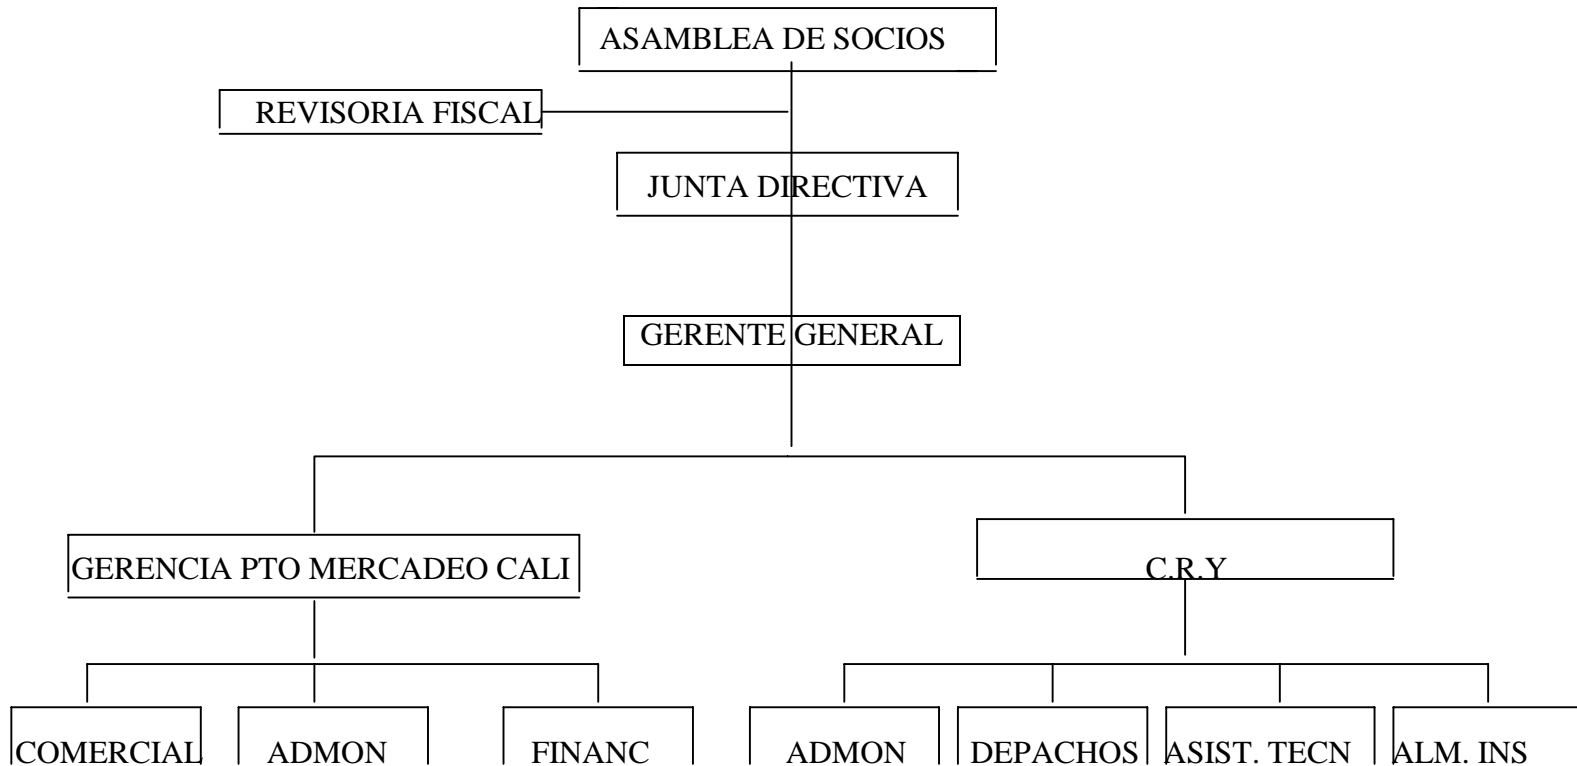 ASAMBLEA DE SOCIOS
REVISORIA FISCAL
JUNTA DIRECTIVA
GERENTE GENERAL
GERENCIA PTO MERCADEO CALI
C.R.Y
COMERCIAL
ADMON
FINANC
ADMON
DEPACHOS
ASIST. TECN
ALM. INS